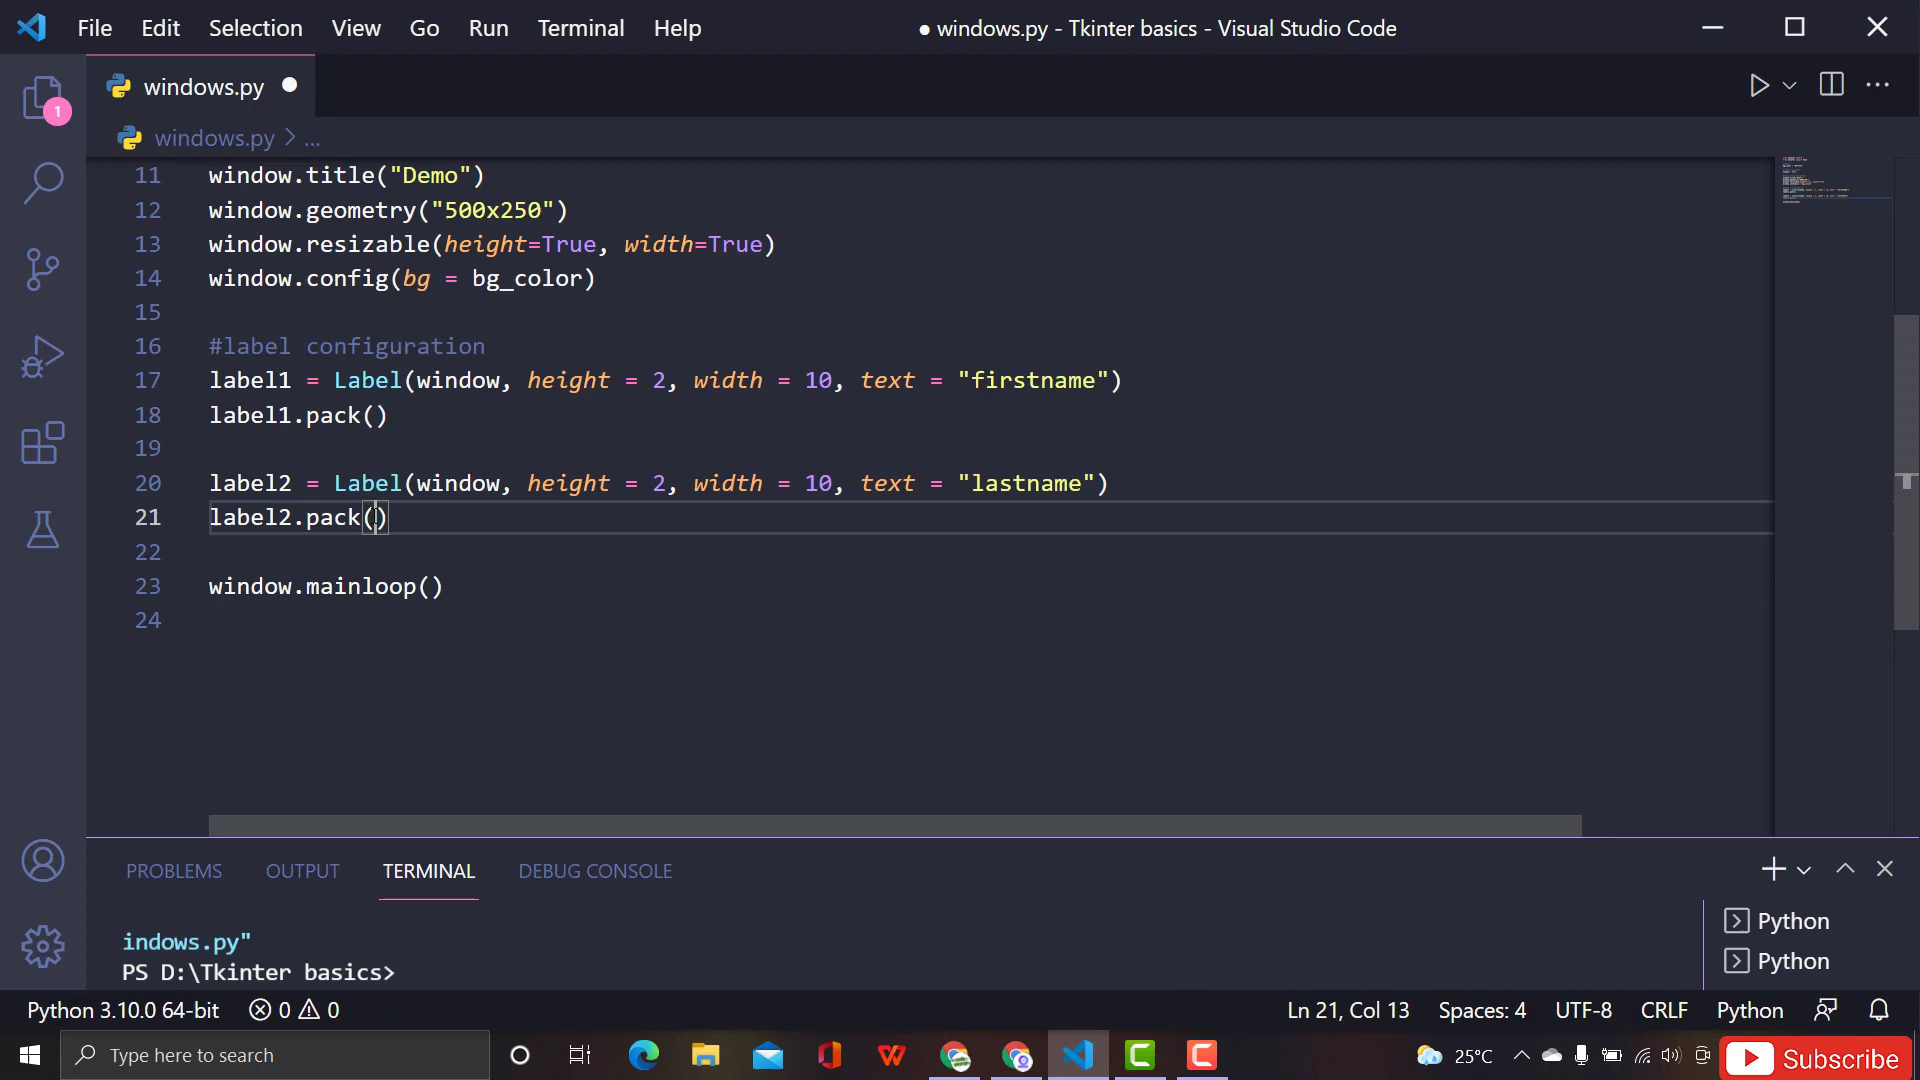 File Edit Selection View Go Run Terminal Help ● windows.py - Tkinter basics - Visual Studio Code
windows.py
1
windows.py > ...
11 window.title("Demo")
12 window.geometry("500x250")
13 window.resizable(height=True, width=True)
14 window.config(bg = bg_color)
15
16 #label configuration
17 label1 = Label(window, height = 2, width = 10, text = "firstname")
18 label1.pack()
19
20 label2 = Label(window, height = 2, width = 10, text = "lastname")
21 label2.pack()
22
23 window.mainloop()
24
PROBLEMS OUTPUT TERMINAL DEBUG CONSOLE
indows.py"
PS D:\Tkinter basics>
Python
Python
Python 3.10.0 64-bit 0 0 Ln 21, Col 13 Spaces: 4 UTF-8 CRLF Python
Type here to search 25°C Subscribe